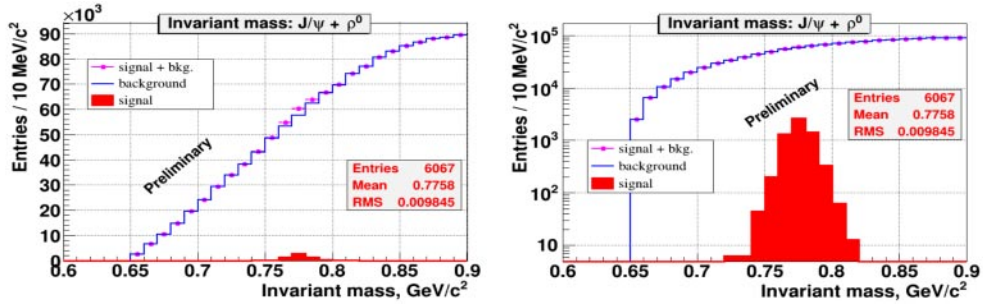 Invariant mass: J/ψ + ρ⁰
×10³
Entries / 10 MeV/c²
90
80
70
60
50
40
30
20
10
0
signal + bkg.
background
signal
Preliminary
Entries 6067
Mean 0.7758
RMS 0.009845
0.6 0.65 0.7 0.75 0.8 0.85 0.9
Invariant mass, GeV/c²
Invariant mass: J/ψ + ρ⁰
Entries / 10 MeV/c²
10⁵
10⁴
10³
10²
10
Preliminary
Entries 6067
Mean 0.7758
RMS 0.009845
signal + bkg.
background
signal
0.6 0.65 0.7 0.75 0.8 0.85 0.9
Invariant mass, GeV/c²